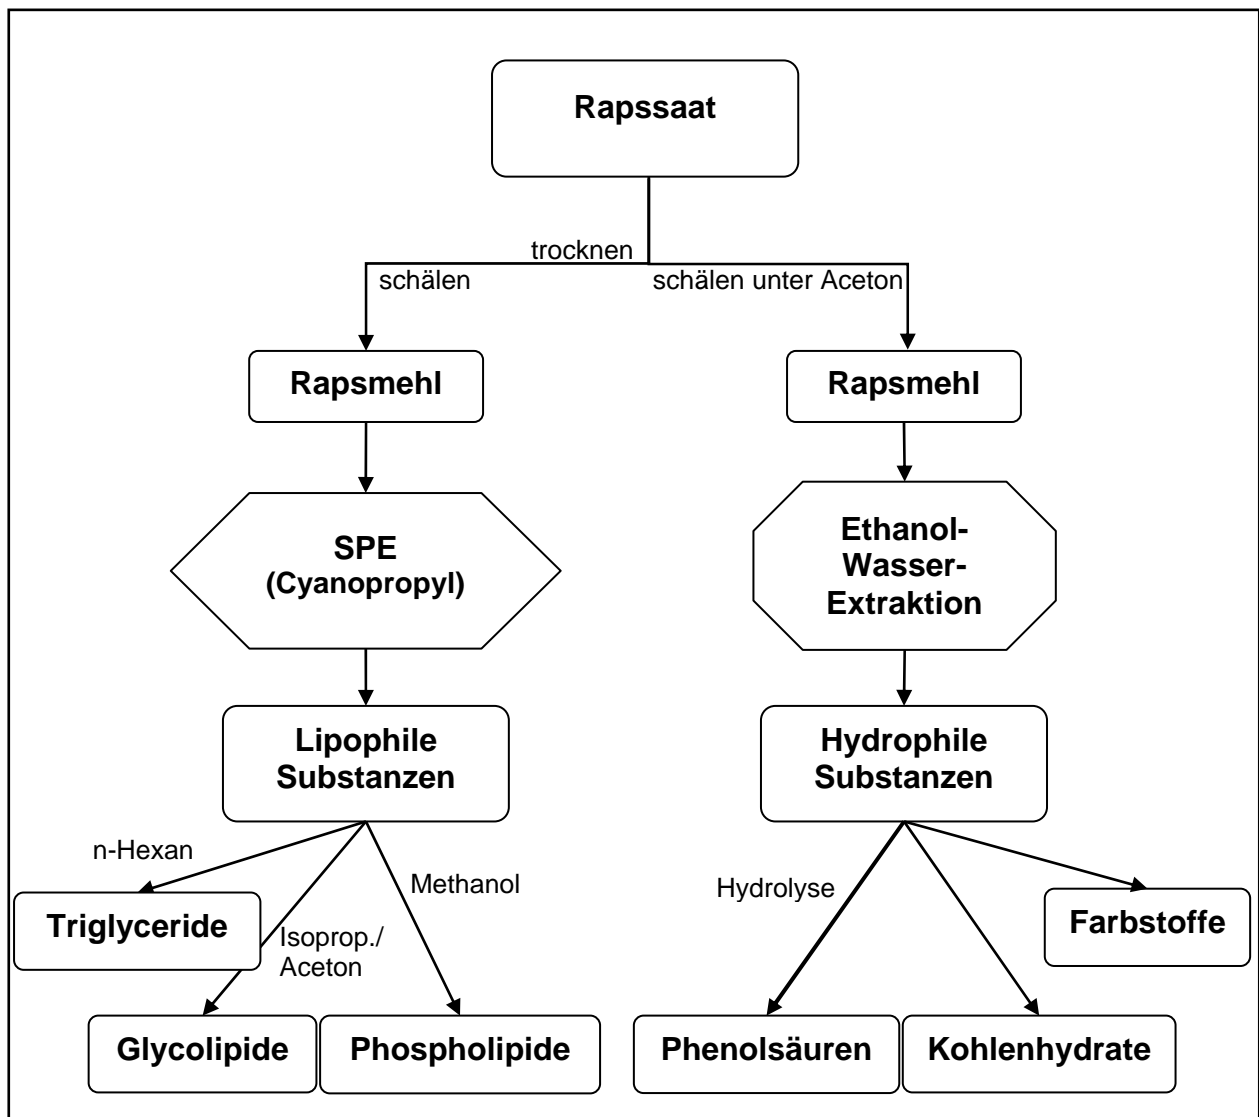 Rapssaat
trocknen
schälen
schälen unter Aceton
Rapsmehl
Rapsmehl
SPE
(Cyanopropyl)
Ethanol-
Wasser-
Extraktion
Lipophile
Substanzen
Hydrophile
Substanzen
n-Hexan
Methanol
Hydrolyse
Triglyceride
Isoprop./
Aceton
Farbstoffe
Glycolipide
Phospholipide
Phenolsäuren
Kohlenhydrate